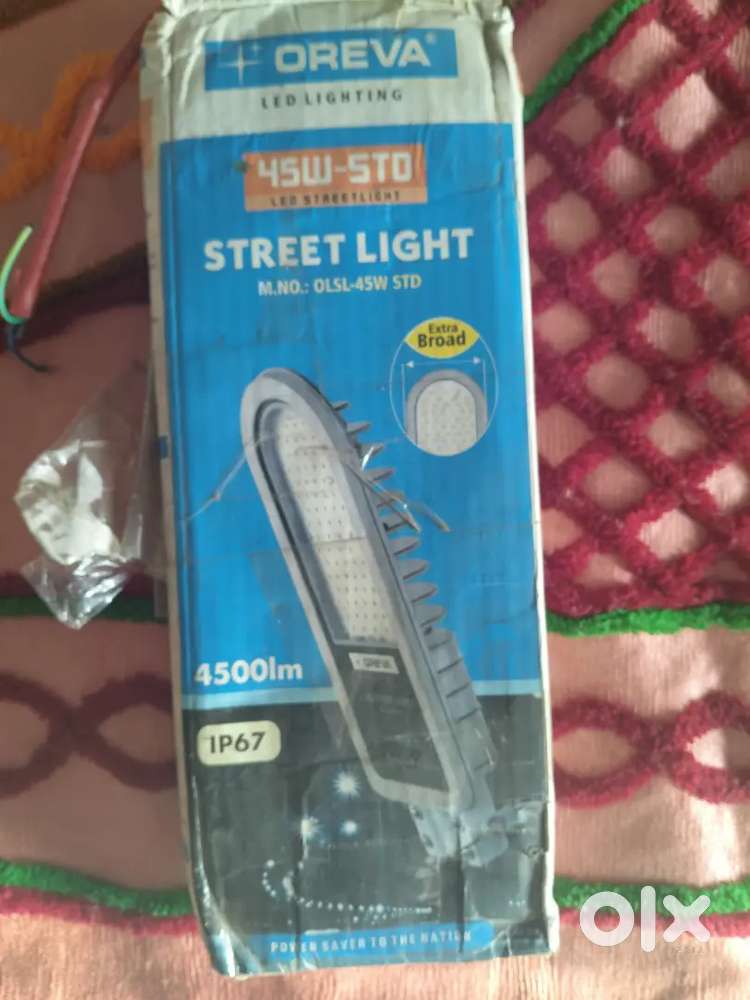 OREVA®
LED LIGHTING
45W-STD
LED STREETLIGHT
STREET LIGHT
M.NO.: OLSL-45W STD
Extra
Broad
OREVA
4500lm
IP67
POWER SAVER TO THE NATION
olx